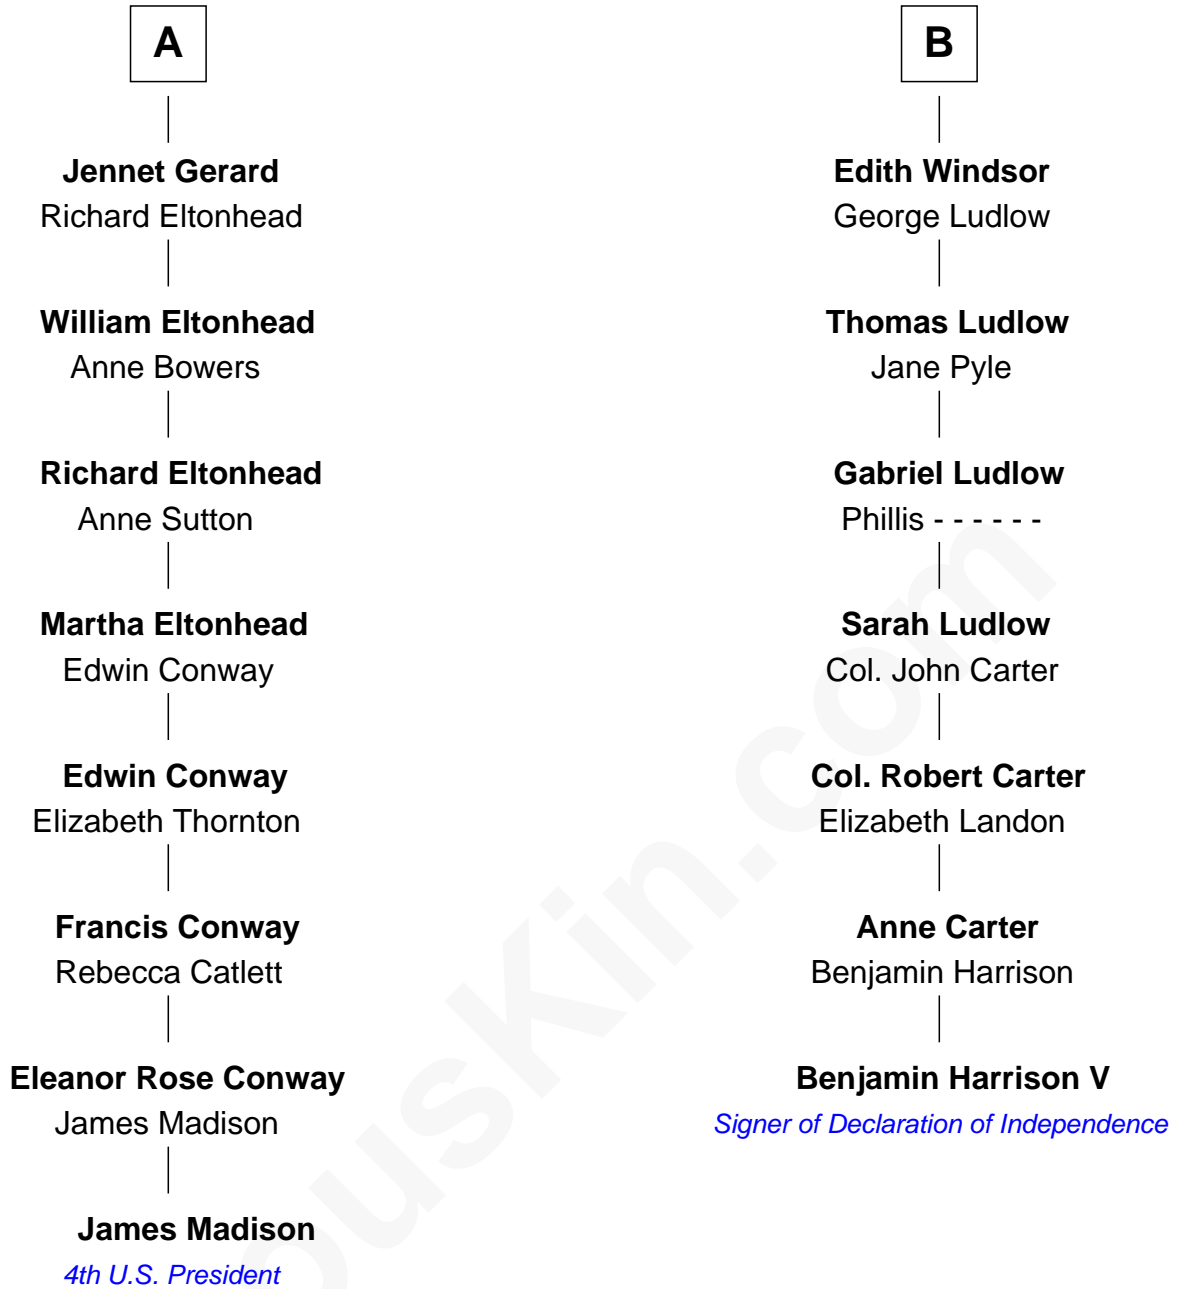 A
Jennet Gerard
Richard Eltonhead
William Eltonhead
Anne Bowers
Richard Eltonhead
Anne Sutton
Martha Eltonhead
Edwin Conway
Edwin Conway
Elizabeth Thornton
Francis Conway
Rebecca Catlett
Eleanor Rose Conway
James Madison
James Madison
4th U.S. President
B
Edith Windsor
George Ludlow
Thomas Ludlow
Jane Pyle
Gabriel Ludlow
Phillis - - - - - -
Sarah Ludlow
Col. John Carter
Col. Robert Carter
Elizabeth Landon
Anne Carter
Benjamin Harrison
Benjamin Harrison V
Signer of Declaration of Independence
ousKin.com